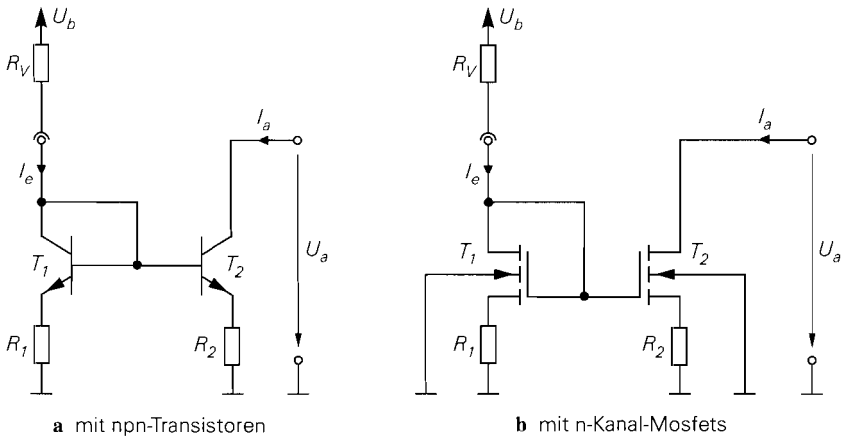 U_b
R_V
I_a
I_e
T_1
T_2
U_a
R_1
R_2
a mit npn-Transistoren
U_b
R_V
I_a
I_e
T_1
T_2
U_a
R_1
R_2
b mit n-Kanal-Mosfets